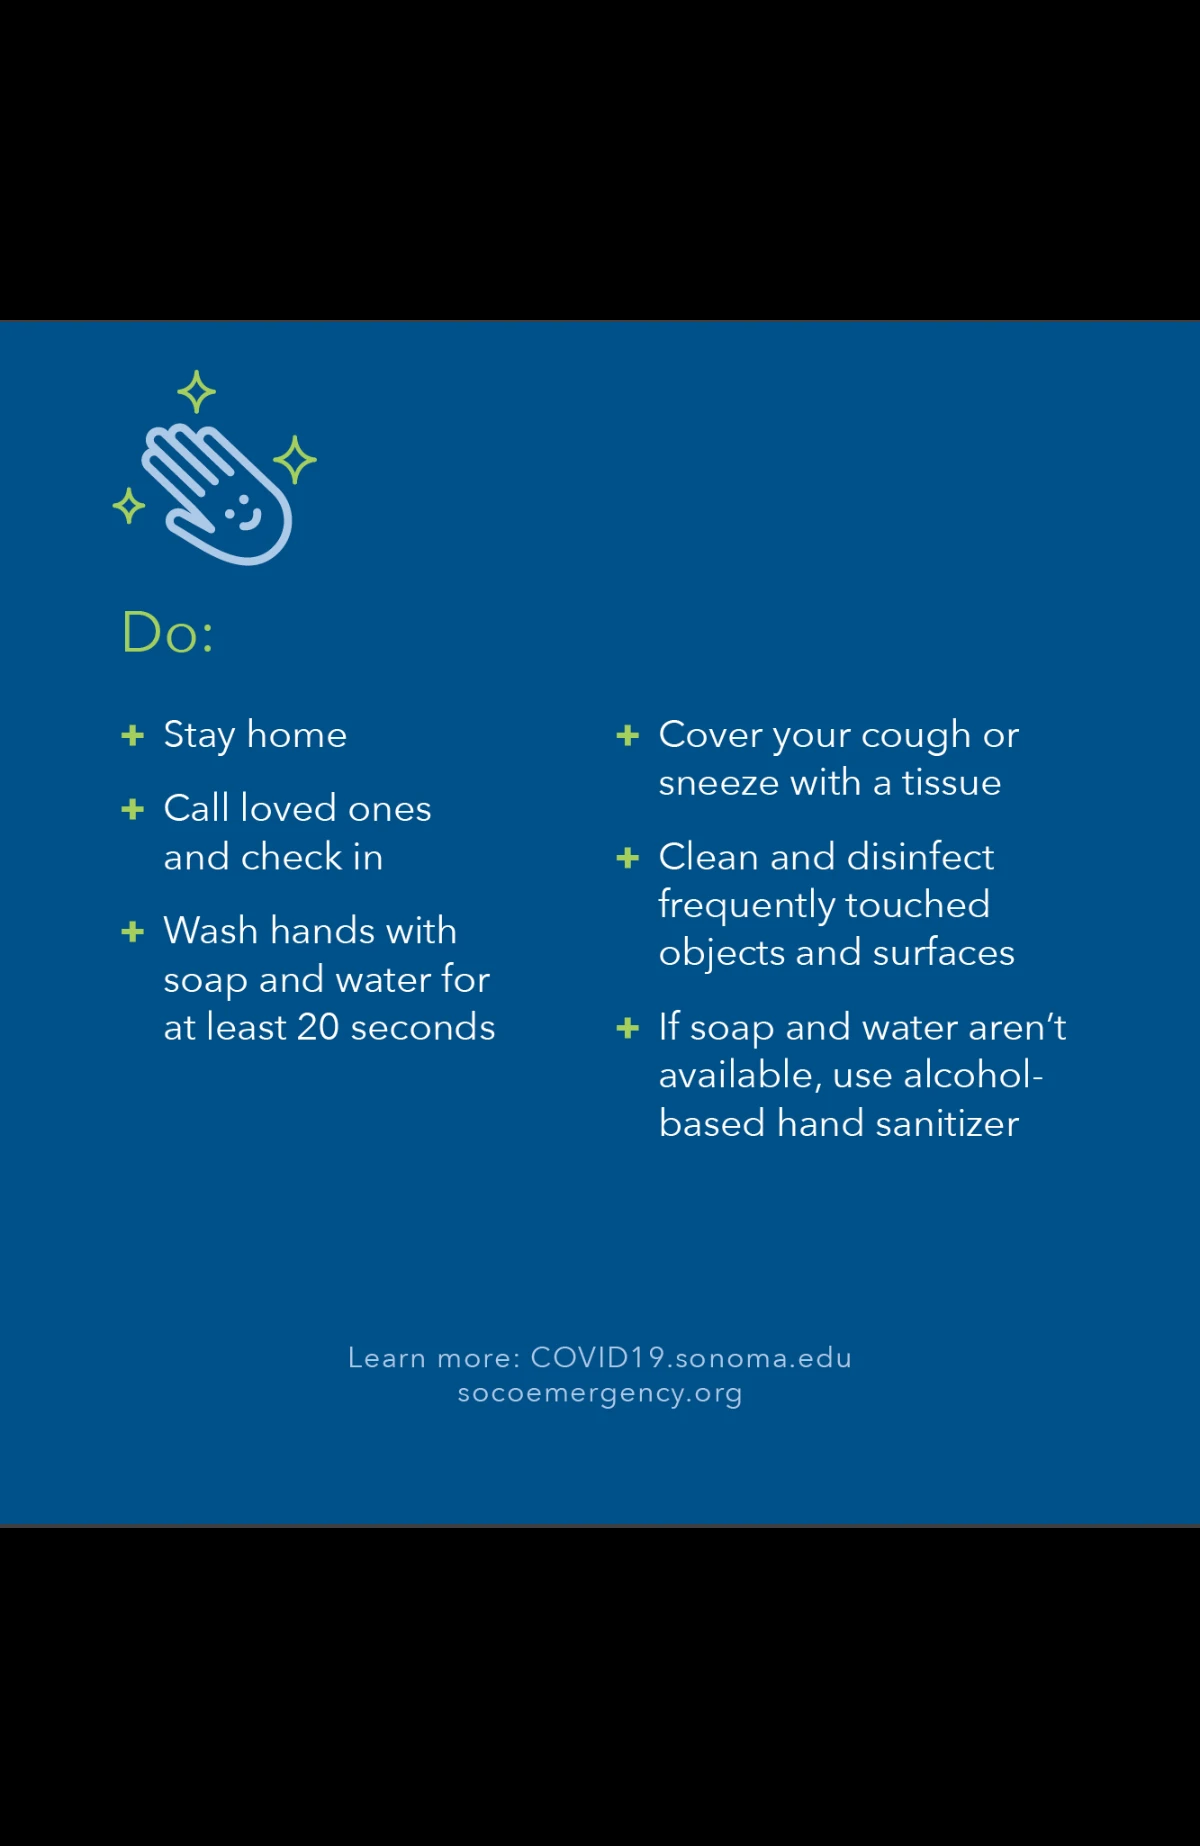 Do:
Stay home
Call loved ones
and check in
Wash hands with
soap and water for
at least 20 seconds
Cover your cough or
sneeze with a tissue
Clean and disinfect
frequently touched
objects and surfaces
If soap and water aren’t
available, use alcohol-
based hand sanitizer
Learn more: COVID19.sonoma.edu
socoemergency.org